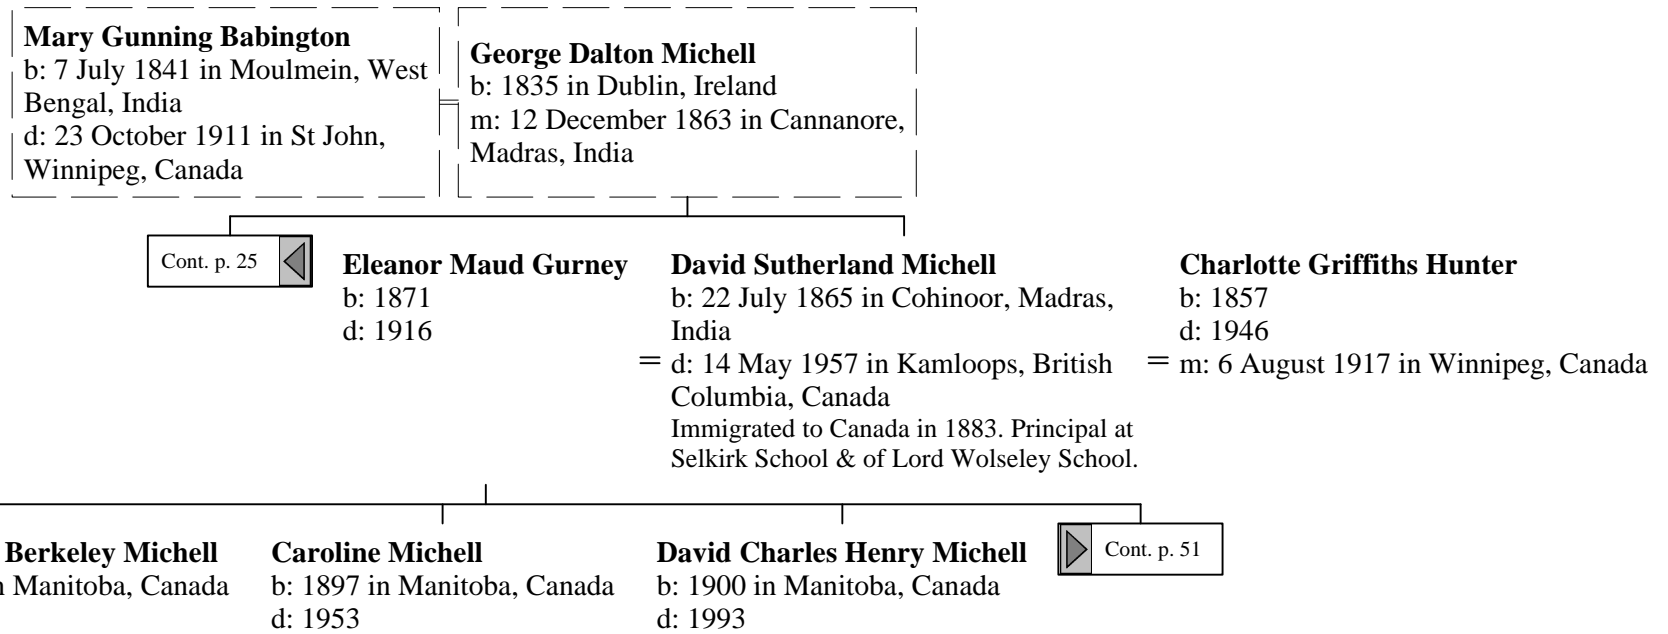 Mary Gunning Babington
b: 7 July 1841 in Moulmein, West
Bengal, India
d: 23 October 1911 in St John,
Winnipeg, Canada
George Dalton Michell
b: 1835 in Dublin, Ireland
m: 12 December 1863 in Cannanore,
Madras, India
Cont. p. 25
Eleanor Maud Gurney
b: 1871
d: 1916
=
David Sutherland Michell
b: 22 July 1865 in Cohinoor, Madras,
India
d: 14 May 1957 in Kamloops, British
Columbia, Canada
Immigrated to Canada in 1883. Principal at
Selkirk School & of Lord Wolseley School.
=
Charlotte Griffiths Hunter
b: 1857
d: 1946
m: 6 August 1917 in Winnipeg, Canada
Berkeley Michell
Manitoba, Canada
Caroline Michell
b: 1897 in Manitoba, Canada
d: 1953
David Charles Henry Michell
b: 1900 in Manitoba, Canada
d: 1993
Cont. p. 51